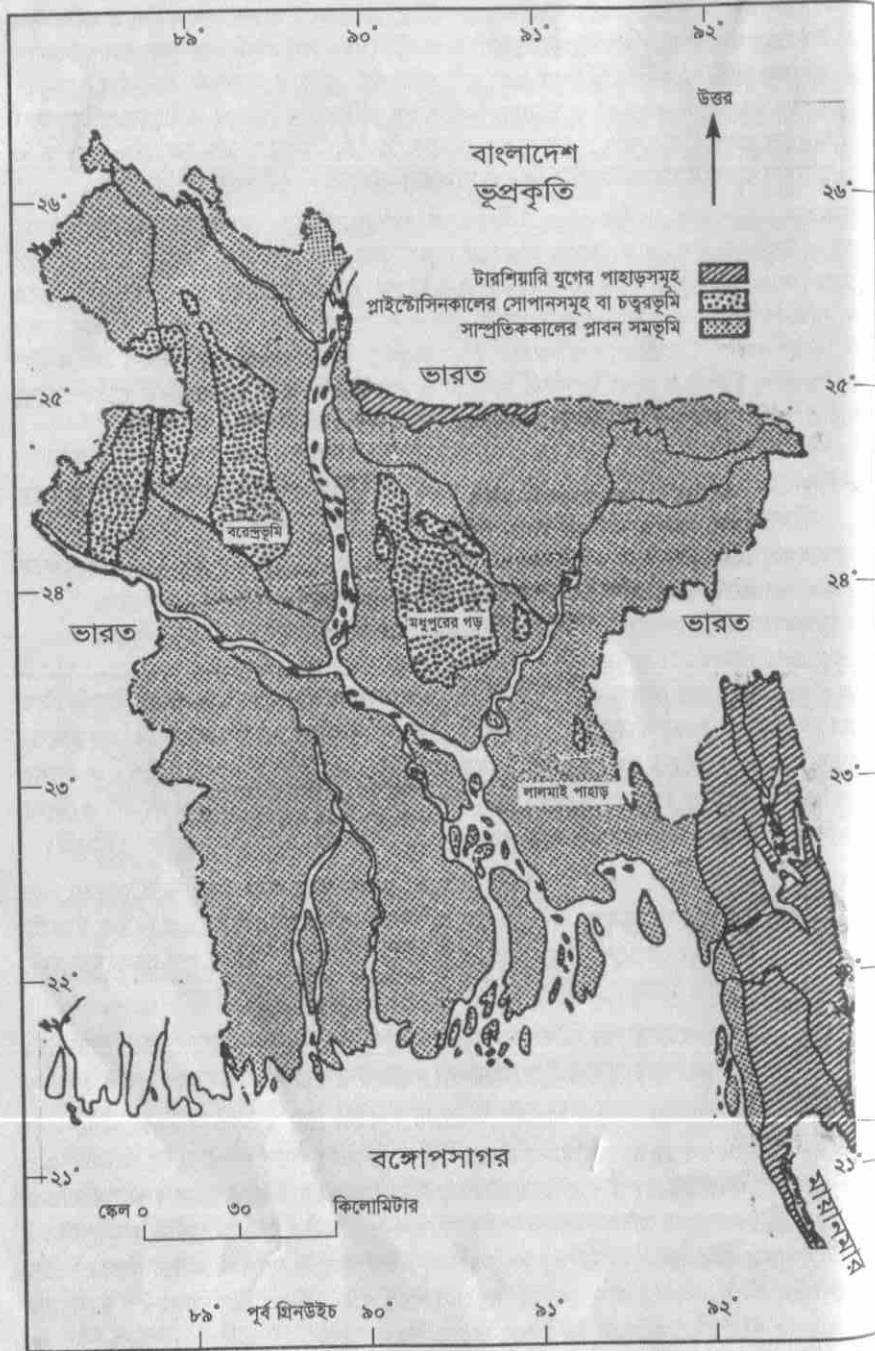 ৮৯° ৯০ ৯১° ৯২°
উত্তর
বাংলাদেশ
ভূপ্রকৃতি
২৬° ২৬°
টারশিয়ারি যুগের পাহাড়সমূহ
প্লাইস্টোসিনকালের সোপানসমূহ বা চত্বরভূমি
সাম্প্রতিককালের প্লাবন সমভূমি
ভারত
২৫° ২৫°
বরেন্দ্রভূমি
২৪° ২৪°
মধুপুরের গড়
ভারত ভারত
২৩° ২৩°
লালমাই পাহাড়
২২° ২২°
বঙ্গোপসাগর
২১° ২১°
মায়ানমার
স্কেল ০ ৩০ কিলোমিটার
৮৯° পূর্ব গ্রিনউইচ ৯০° ৯১° ৯২°